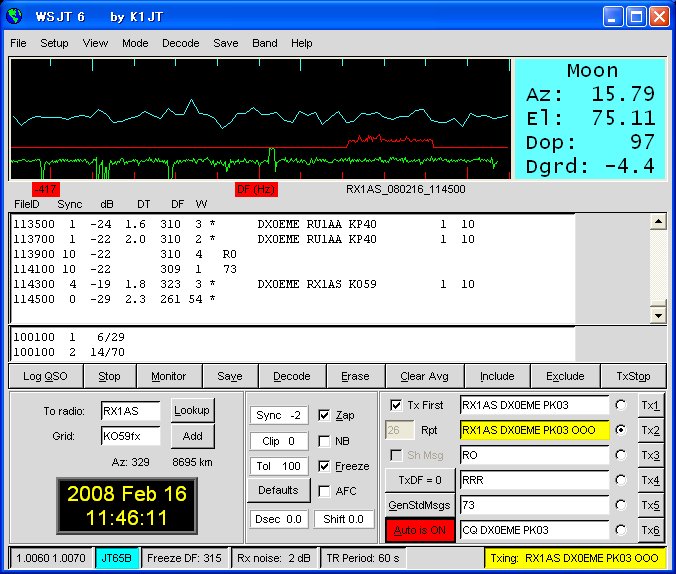 WSJT 6 by K1JT
File Setup View Mode Decode Save Band Help
Moon
Az: 15.79
El: 75.11
Dop: 97
Dgrd: -4.4
-417 DF (Hz) RX1AS_080216_114500
FileID Sync dB DT DF W
113500 1 -24 1.6 310 3 * DX0EME RU1AA KP40 1 10
113700 1 -22 2.0 310 2 * DX0EME RU1AA KP40 1 10
113900 10 -22 310 4 RO
114100 10 -22 309 1 73
114300 4 -19 1.8 323 3 * DX0EME RX1AS KO59 1 10
114500 0 -29 2.3 261 54 *
100100 1 6/29
100100 2 14/70
Log QSO Stop Monitor Save Decode Erase Clear Avg Include Exclude TxStop
To radio: RX1AS Lookup
Grid: KO59fx Add
Az: 329 8695 km
2008 Feb 16
11:46:11
Sync -2 Zap
Clip 0 NB
Tol 100 Freeze
Defaults AFC
Dsec 0.0 Shift 0.0
Tx First RX1AS DX0EME PK03 Tx1
26 Rpt RX1AS DX0EME PK03 OOO Tx2
Sh Msg RO Tx3
TxDF = 0 RRR Tx4
GenStdMsgs 73 Tx5
Auto is ON CQ DX0EME PK03 Tx6
1.0060 1.0070 JT65B Freeze DF: 315 Rx noise: 2 dB TR Period: 60 s Txing: RX1AS DX0EME PK03 OOO